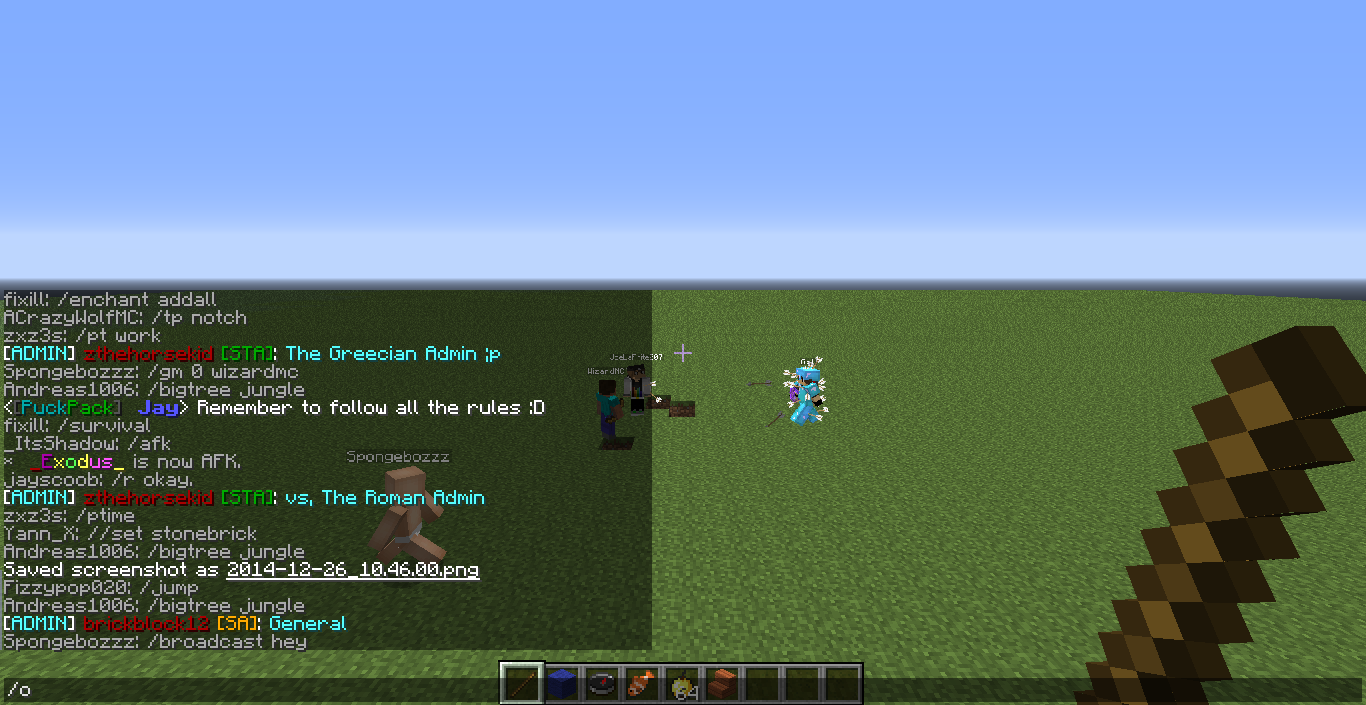 fixill: /enchant addall
ACrazyWolfMC: /tp notch
zxz3s: /pt work
[ADMIN] zthehorsekid [STA]: The Greecian Admin ;p
Spongebozzz: /gm 0 wizardmc
Andreas1006: /bigtree jungle
<[PuckPack] Jay> Remember to follow all the rules :D
fixill: /survival
_ItsShadow: /afk
* _Exodus_ is now AFK.
jayscoob: /r okay.
[ADMIN] zthehorsekid [STA]: vs, The Roman Admin
zxz3s: /ptime
Yann_X: //set stonebrick
Andreas1006: /bigtree jungle
Saved screenshot as 2014-12-26_10.46.00.png
Fizzypop020: /jump
Andreas1006: /bigtree jungle
[ADMIN] brickblock12 [SA]: General
Spongebozzz: /broadcast hey
/o
WizardMC
Spongebozzz
64